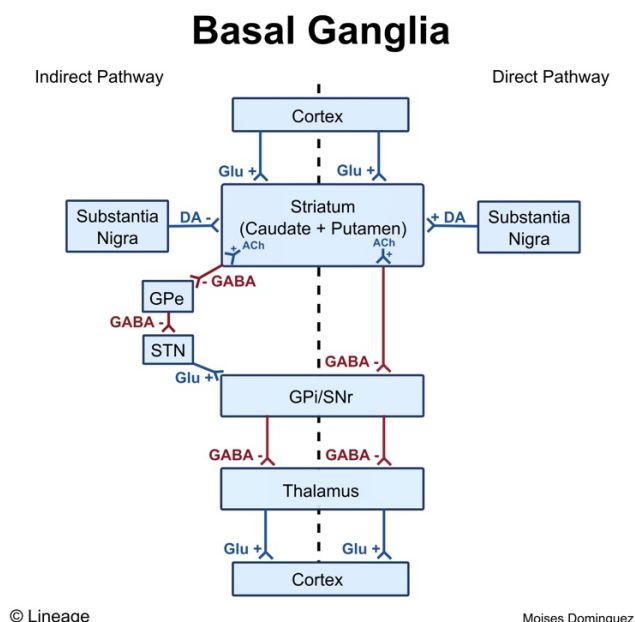 Basal Ganglia
Indirect Pathway
Direct Pathway
Cortex
Glu +
Glu +
Substantia
Nigra
DA -
Striatum
(Caudate + Putamen)
+ ACh
ACh
+
+ DA
Substantia
Nigra
- GABA
GPe
GABA -
STN
Glu +
GABA -
GPi/SNr
GABA -
GABA -
Thalamus
Glu +
Glu +
Cortex
© Lineage
Moises Dominguez